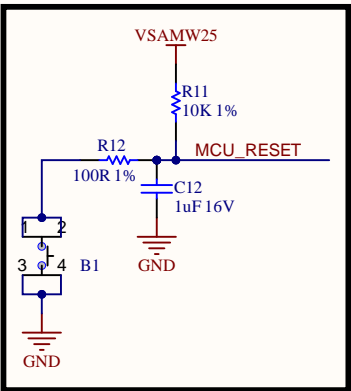 VSAMW25
R11
10K 1%
R12
100R 1%
MCU_RESET
C12
1uF 16V
1 2
3 4 B1
GND
GND